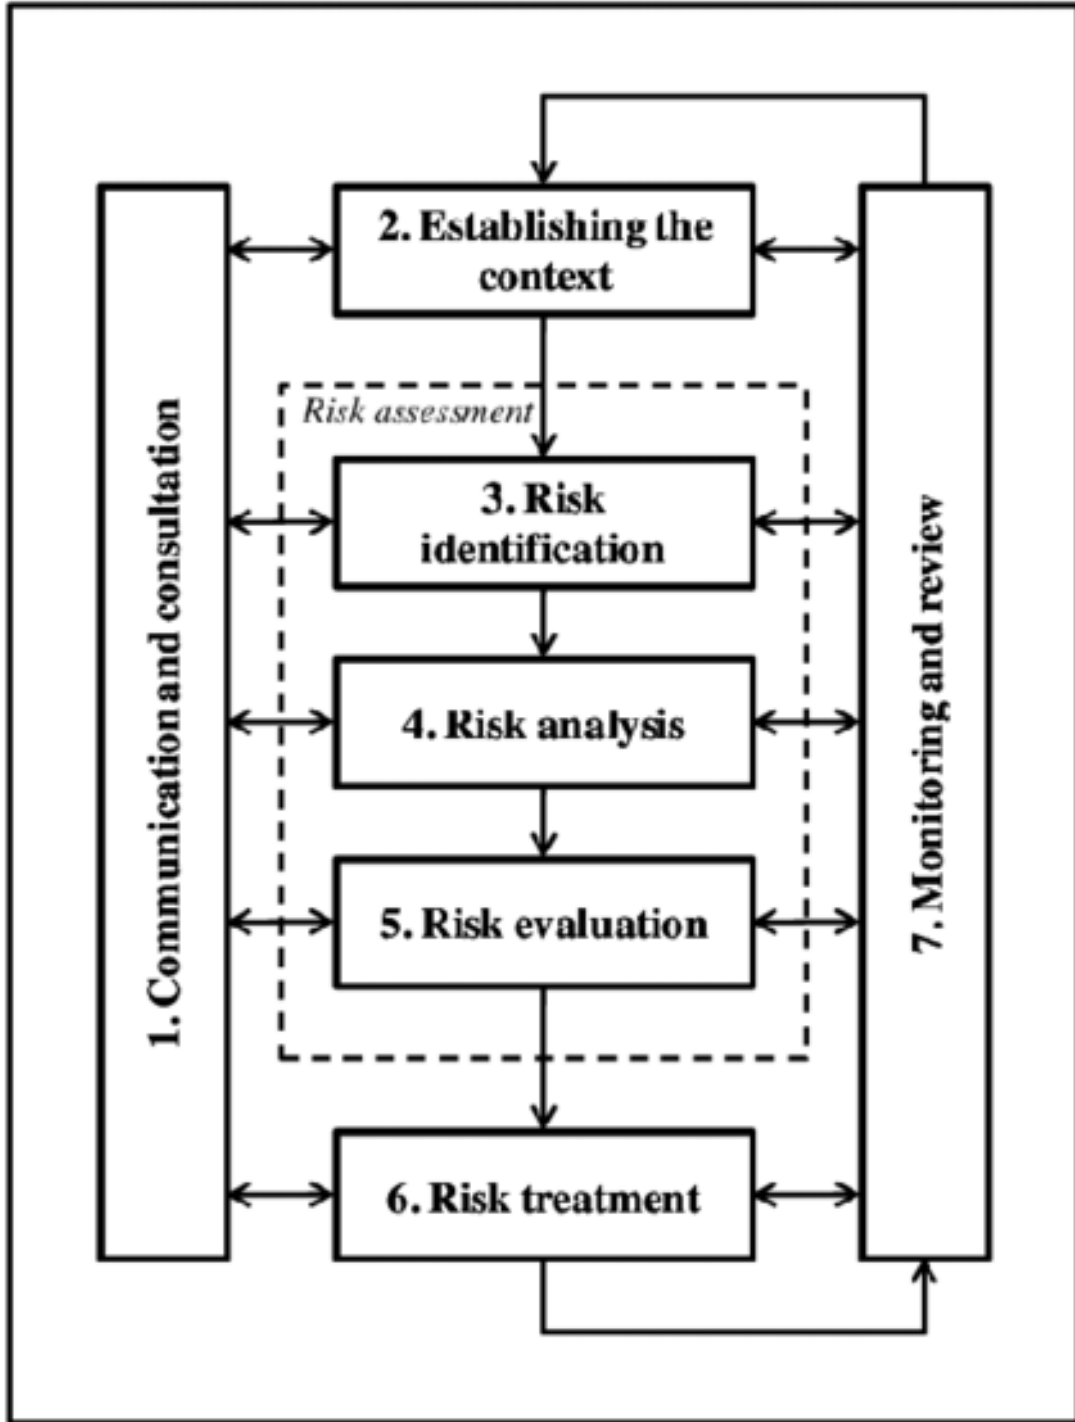 1. Communication and consultation
2. Establishing the
context
Risk assessment
3. Risk
identification
4. Risk analysis
5. Risk evaluation
6. Risk treatment
7. Monitoring and review